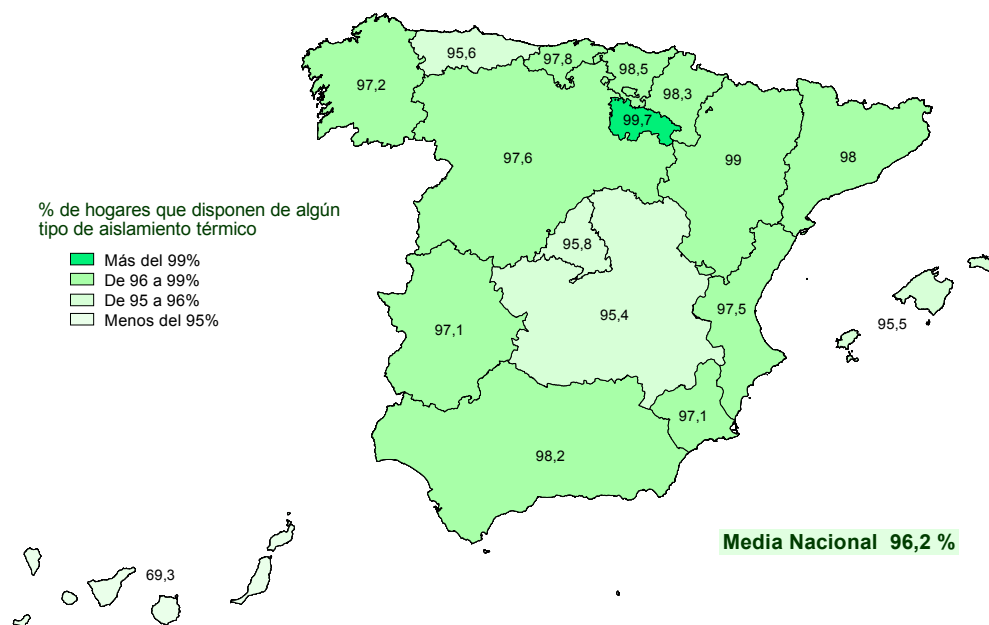 95,6
97,8
98,5
97,2
98,3
99,7
97,6
99
98
% de hogares que disponen de algún
tipo de aislamiento térmico
Más del 99%
De 96 a 99%
De 95 a 96%
Menos del 95%
95,8
95,4
97,5
95,5
97,1
97,1
98,2
Media Nacional 96,2 %
69,3